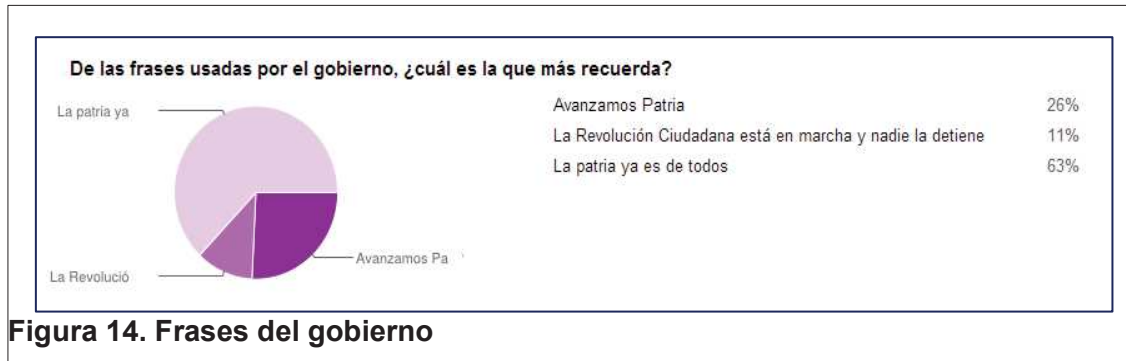 De las frases usadas por el gobierno, ¿cuál es la que más recuerda?
La patria ya
Avanzamos Patria 26%
La Revolución Ciudadana está en marcha y nadie la detiene 11%
La patria ya es de todos 63%
Avanzamos Pa
La Revolució
Figura 14. Frases del gobierno